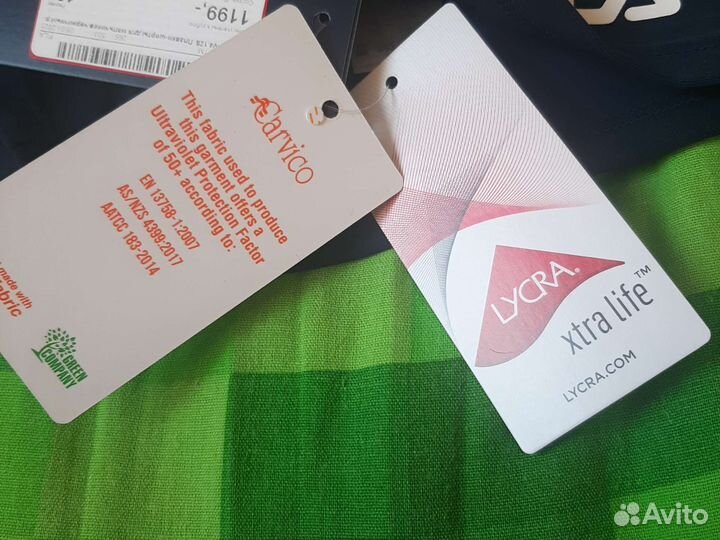 1199,-
Carvico
This fabric used to produce
this garment offers a
Ultraviolet Protection Factor
of 50+ according to:
EN 13758-1:2007
AS/NZS 4399:2017
AATCC 183-2014
made with
fabric
GREEN
COMPANY
LYCRA®
xtra life™
LYCRA.COM
Avito